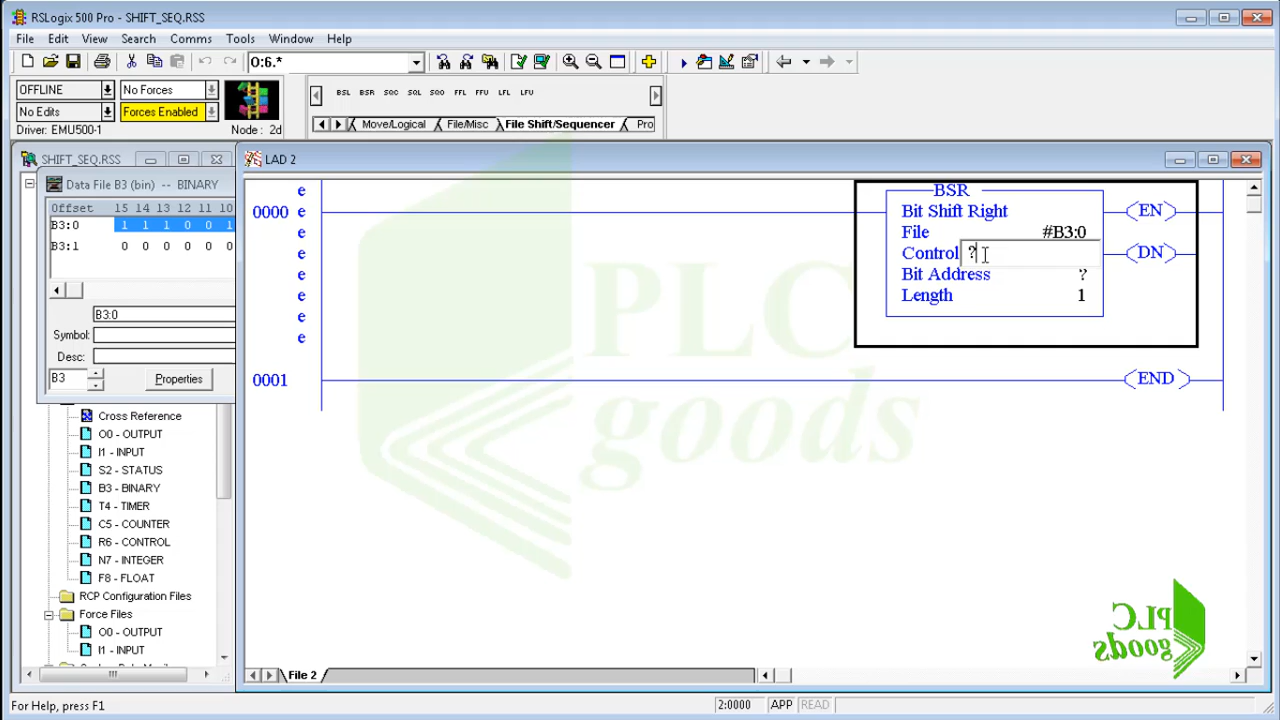 RSLogix 500 Pro - SHIFT_SEQ.RSS
File Edit View Search Comms Tools Window Help
O:6.*
OFFLINE No Forces
No Edits Forces Enabled
Driver: EMU500-1 Node : 2d
BSL BSR SQC SQL SQO FFL FFU LFL LFU
Move/Logical File/Misc File Shift/Sequencer Pro
SHIFT_SEQ.RSS
Data File B3 (bin) -- BINARY
Offset 15 14 13 12 11 10
B3:0 1 1 1 0 0 1
B3:1 0 0 0 0 0 0
B3:0
Symbol:
Desc:
B3 Properties
Cross Reference
O0 - OUTPUT
I1 - INPUT
S2 - STATUS
B3 - BINARY
T4 - TIMER
C5 - COUNTER
R6 - CONTROL
N7 - INTEGER
F8 - FLOAT
RCP Configuration Files
Force Files
O0 - OUTPUT
I1 - INPUT
LAD 2
0000
e
e
e
e
e
e
e
e
BSR
Bit Shift Right
File #B3:0
Control ?
Bit Address ?
Length 1
EN
DN
0001
END
PLC
goods
PLC
goods
File 2
For Help, press F1
2:0000 APP READ